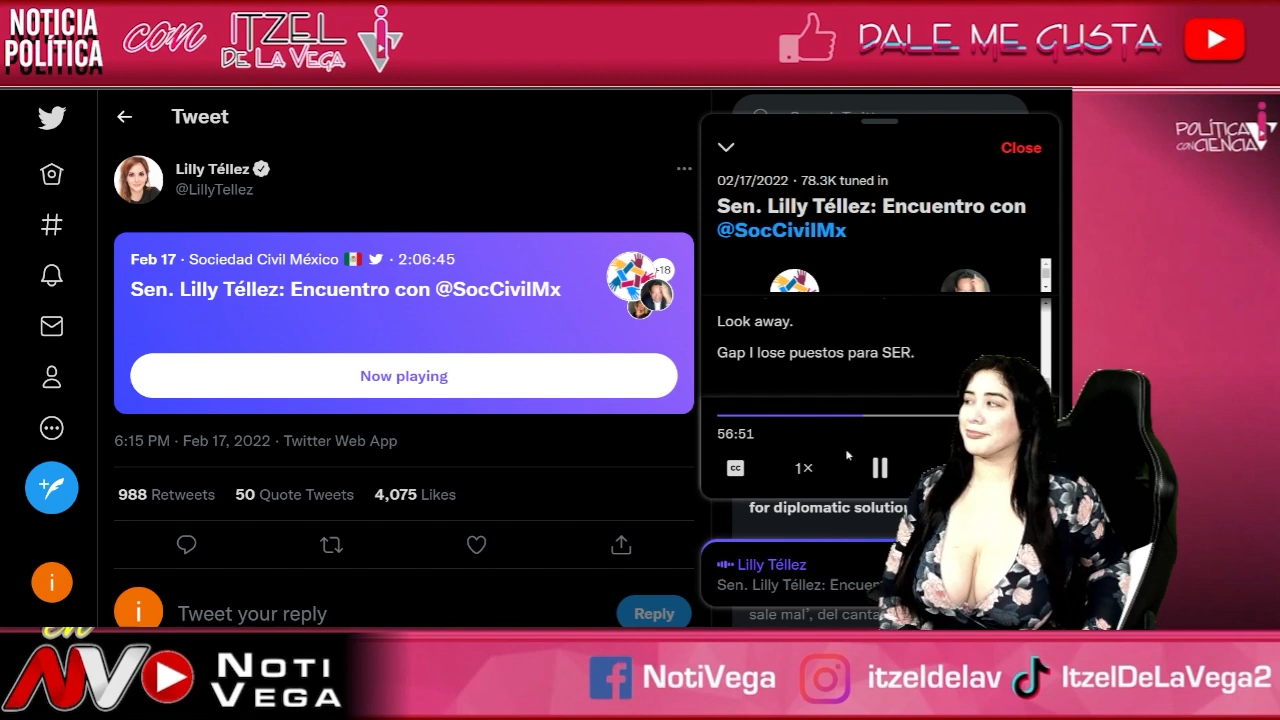 NOTICIA
POLÍTICA
con
ITZEL
DE LA VEGA
DALE ME GUSTA
Tweet
Lilly Téllez
@LillyTellez
Feb 17 · Sociedad Civil México 🇲🇽 · 2:06:45
Sen. Lilly Téllez: Encuentro con @SocCivilMx
+18
Now playing
6:15 PM · Feb 17, 2022 · Twitter Web App
988 Retweets 50 Quote Tweets 4,075 Likes
i
Tweet your reply
Reply
Close
02/17/2022 · 78.3K tuned in
Sen. Lilly Téllez: Encuentro con
@SocCivilMx
Look away.
Gap I lose puestos para SER.
56:51
CC
1×
for diplomatic
Lilly Téllez
Sen. Lilly Téllez:
sale mal', del
POLÍTICA
CON CIENCIA
en
NV
NOTI
VEGA
NotiVega
itzeldelav
ItzelDeLaVega2